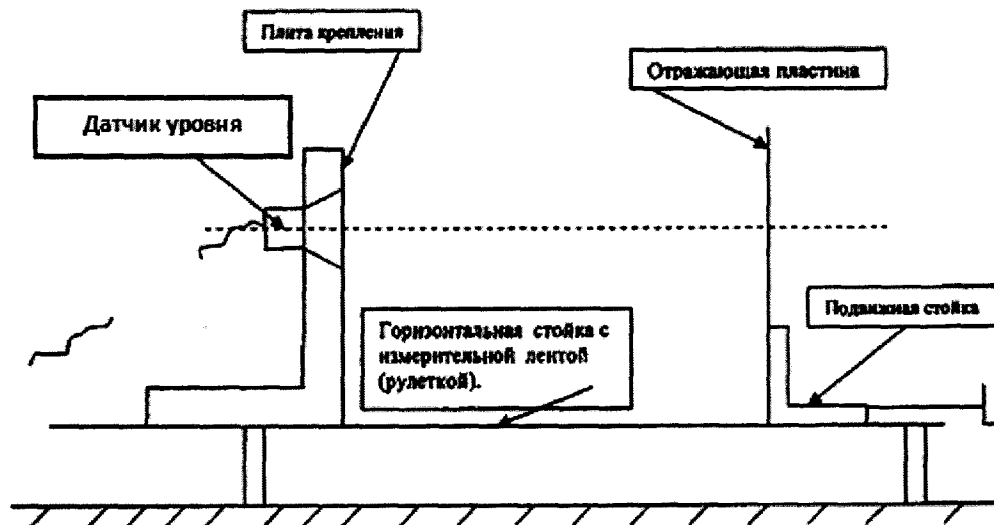 Плита крепления
Отражающая пластина
Датчик уровня
Подвижная стойка
Горизонтальная стойка с
измерительной лентой
(рулеткой).